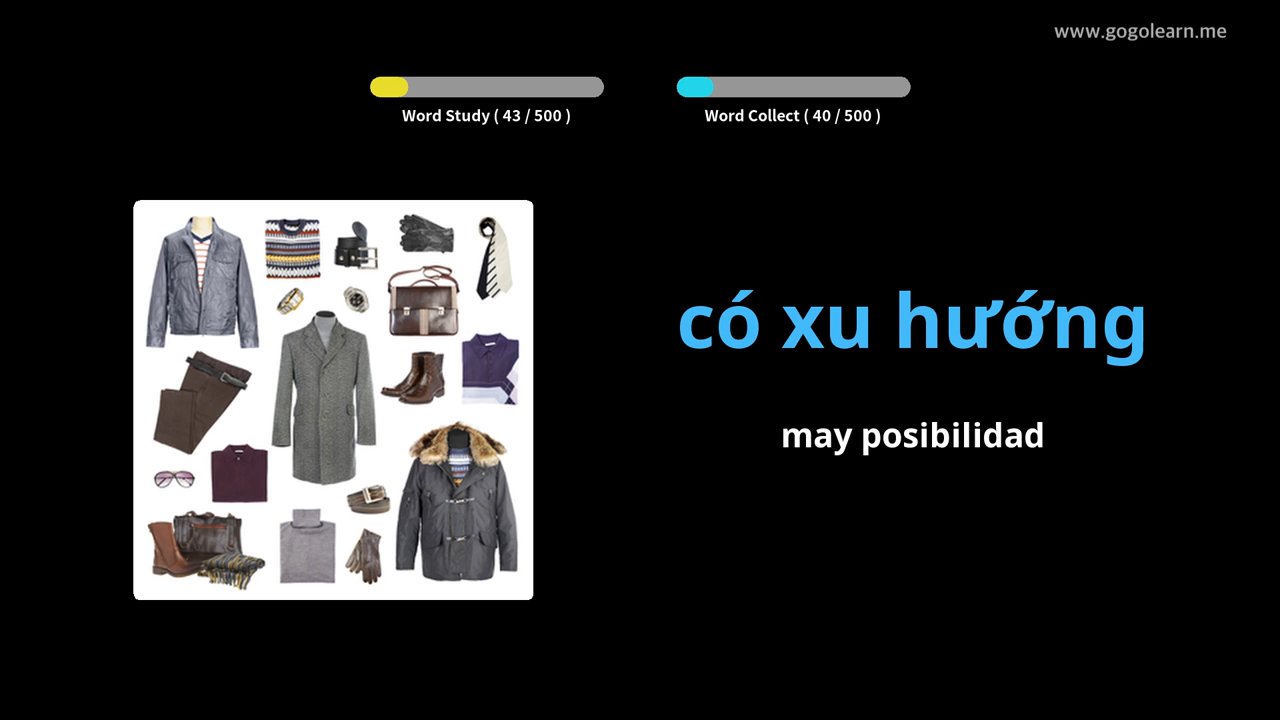 www.gogolearn.me
Word Study ( 43 / 500 )
Word Collect ( 40 / 500 )
có xu hướng
may posibilidad